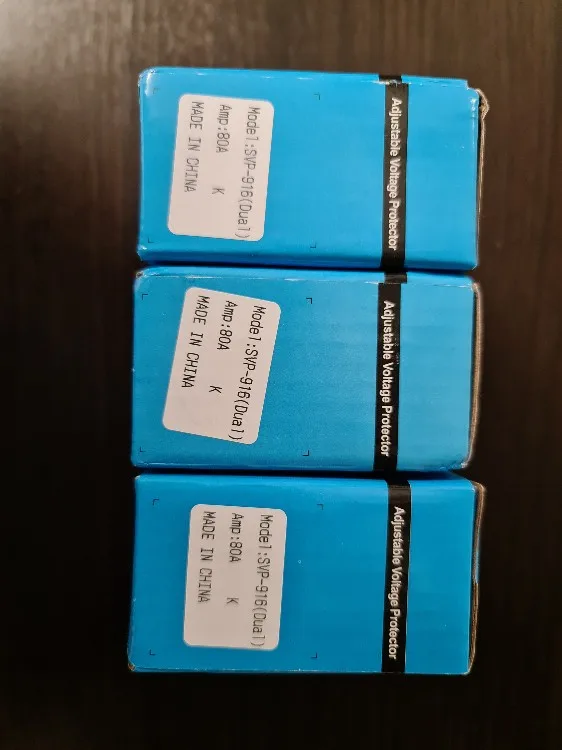 Adjustable Voltage Protector
Model:SVP-916(Dual)
Amp:80A K
MADE IN CHINA
Adjustable Voltage Protector
Model:SVP-916(Dual)
Amp:80A K
MADE IN CHINA
Adjustable Voltage Protector
Model:SVP-916(Dual)
Amp:80A K
MADE IN CHINA